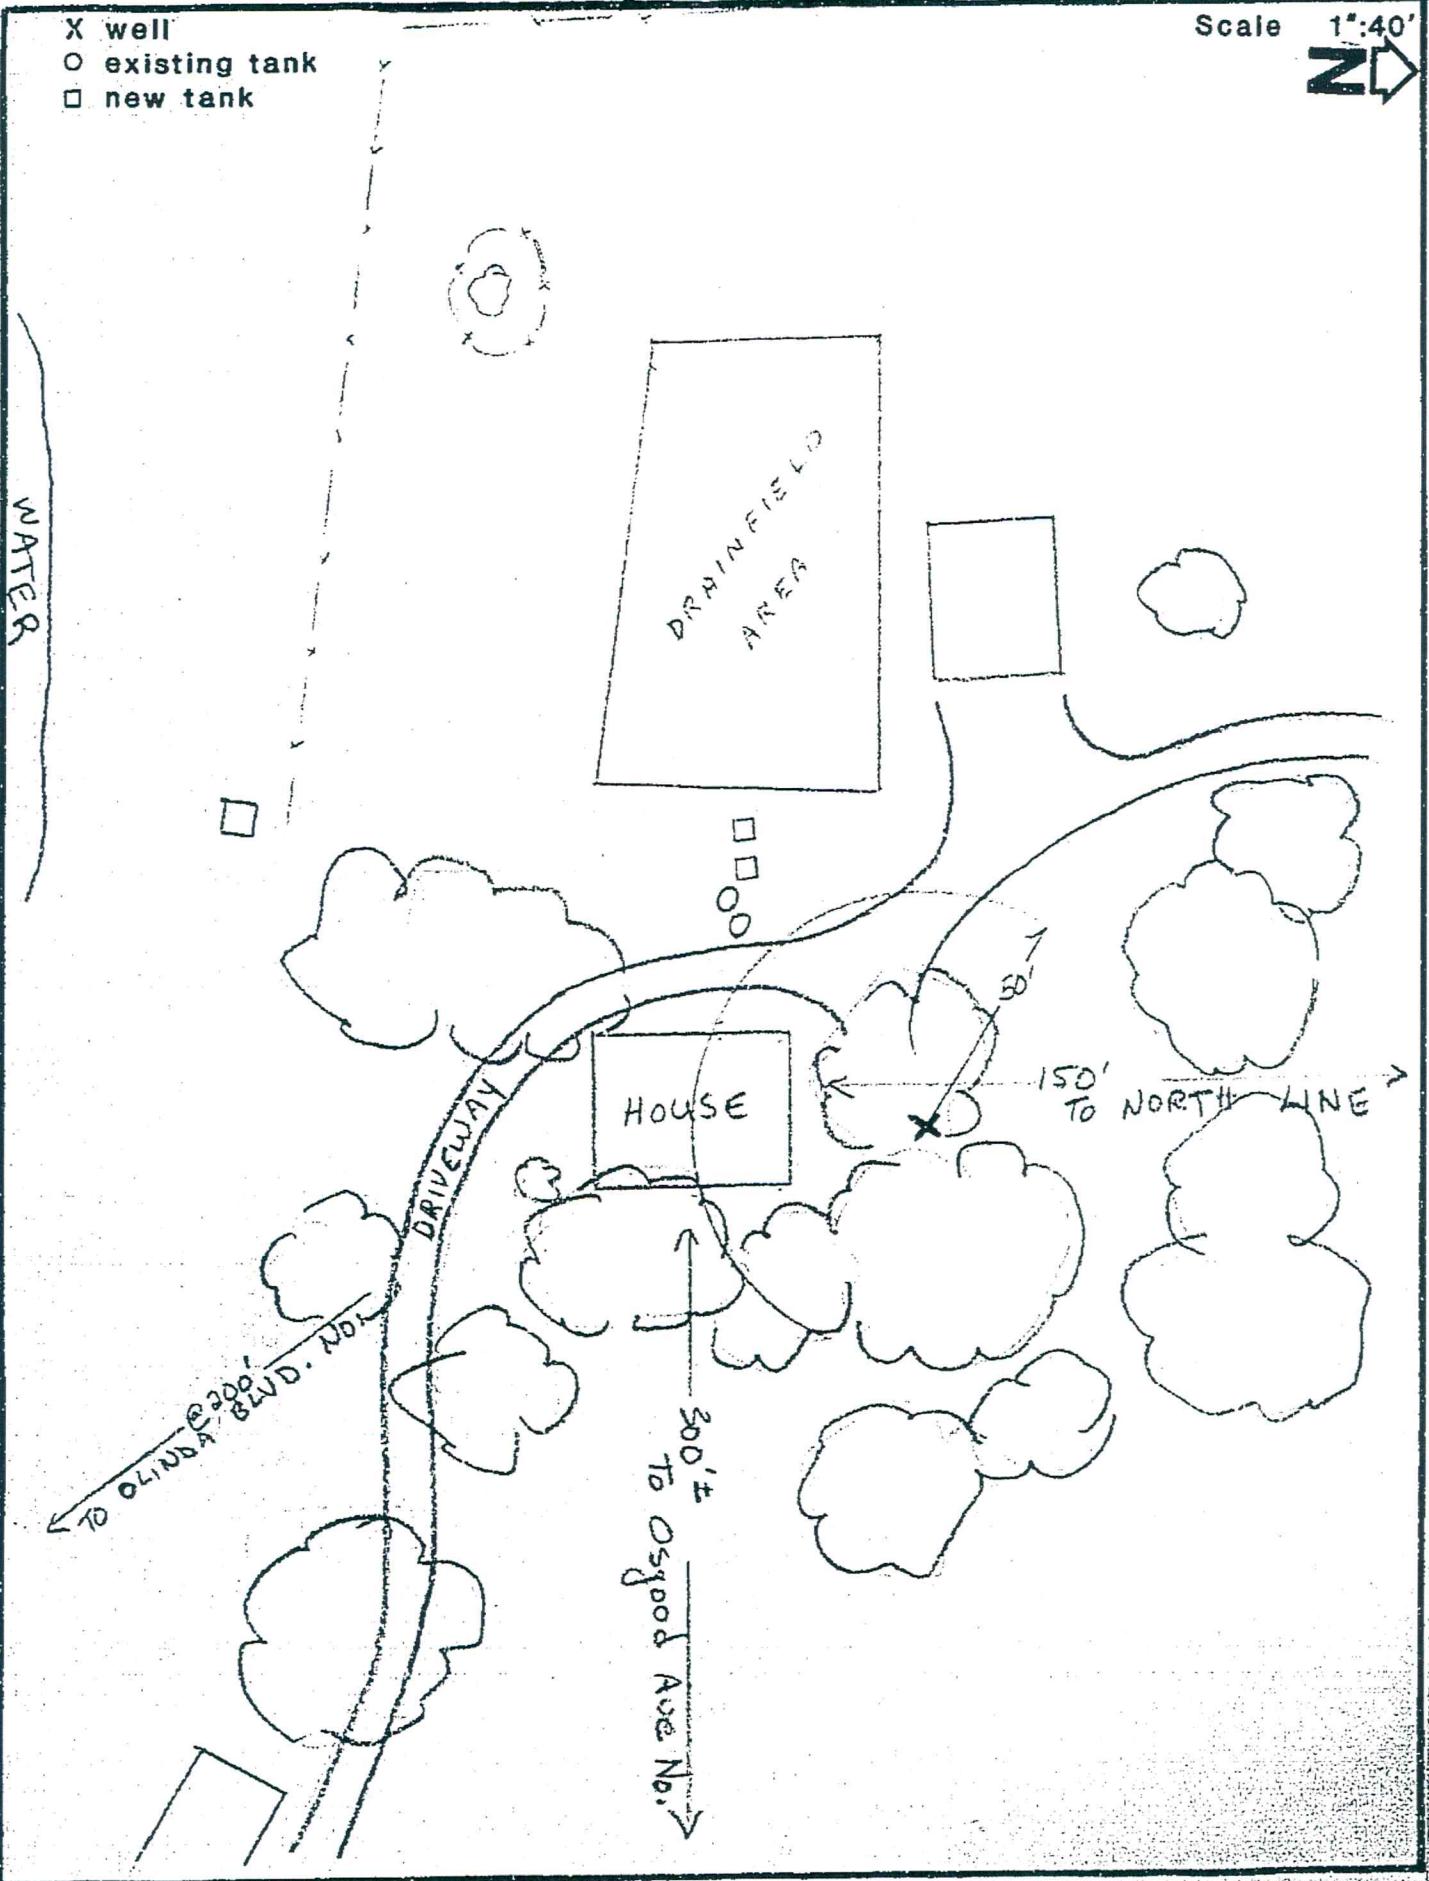 X well
O existing tank
□ new tank
Scale 1":40'
N
WATER
DRAINFIELD
AREA
50'
150'
TO NORTH LINE
HOUSE
DRIVEWAY
@ 200'
TO OLINDA BLVD. NO.
300'±
To Osgood Ave No.